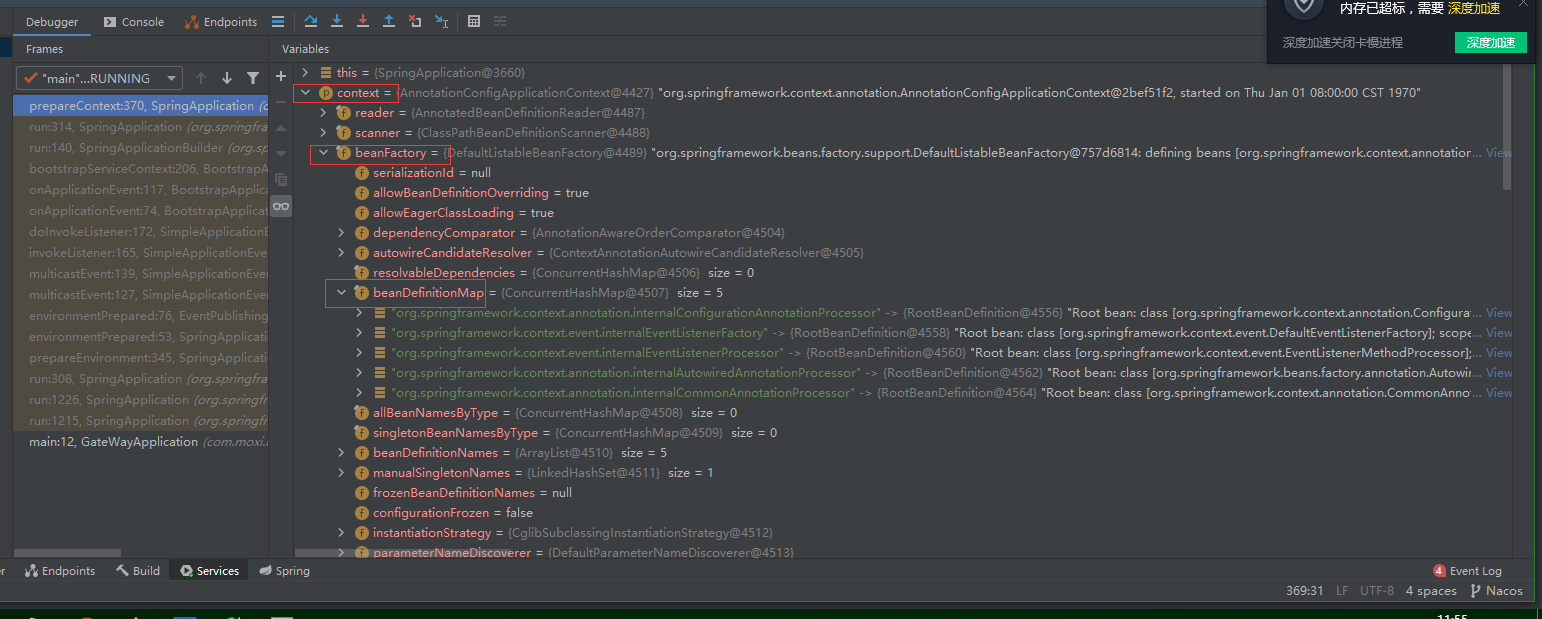 内存已超标，需要 深度加速
深度加速关闭卡慢进程 深度加速
Debugger Console Endpoints
Frames Variables
"main"...RUNNING
this = {SpringApplication@3660}
context = {AnnotationConfigApplicationContext@4427} "org.springframework.context.annotation.AnnotationConfigApplicationContext@2bef51f2, started on Thu Jan 01 08:00:00 CST 1970"
reader = {AnnotatedBeanDefinitionReader@4487}
scanner = {ClassPathBeanDefinitionScanner@4488}
beanFactory = {DefaultListableBeanFactory@4489} "org.springframework.beans.factory.support.DefaultListableBeanFactory@757d6814: defining beans [org.springframework.context.annotation... View
serializationId = null
allowBeanDefinitionOverriding = true
allowEagerClassLoading = true
dependencyComparator = {AnnotationAwareOrderComparator@4504}
autowireCandidateResolver = {ContextAnnotationAutowireCandidateResolver@4505}
resolvableDependencies = {ConcurrentHashMap@4506} size = 0
beanDefinitionMap = {ConcurrentHashMap@4507} size = 5
"org.springframework.context.annotation.internalConfigurationAnnotationProcessor" -> {RootBeanDefinition@4556} "Root bean: class [org.springframework.context.annotation.Configura... View
"org.springframework.context.event.internalEventListenerFactory" -> {RootBeanDefinition@4558} "Root bean: class [org.springframework.context.event.DefaultEventListenerFactory]; scope... View
"org.springframework.context.event.internalEventListenerProcessor" -> {RootBeanDefinition@4560} "Root bean: class [org.springframework.context.event.EventListenerMethodProcessor];... View
"org.springframework.context.annotation.internalAutowiredAnnotationProcessor" -> {RootBeanDefinition@4562} "Root bean: class [org.springframework.beans.factory.annotation.Autowi... View
"org.springframework.context.annotation.internalCommonAnnotationProcessor" -> {RootBeanDefinition@4564} "Root bean: class [org.springframework.context.annotation.CommonAnno... View
allBeanNamesByType = {ConcurrentHashMap@4508} size = 0
singletonBeanNamesByType = {ConcurrentHashMap@4509} size = 0
beanDefinitionNames = {ArrayList@4510} size = 5
manualSingletonNames = {LinkedHashSet@4511} size = 1
frozenBeanDefinitionNames = null
configurationFrozen = false
instantiationStrategy = {CglibSubclassingInstantiationStrategy@4512}
parameterNameDiscoverer = {DefaultParameterNameDiscoverer@4513}
prepareContext:370, SpringApplication (o
run:314, SpringApplication (org.springfra
run:140, SpringApplicationBuilder (org.sp
bootstrapServiceContext:206, BootstrapA
onApplicationEvent:117, BootstrapApplic
onApplicationEvent:74, BootstrapApplicat
doInvokeListener:172, SimpleApplicationE
invokeListener:165, SimpleApplicationEve
multicastEvent:139, SimpleApplicationEve
multicastEvent:127, SimpleApplicationEve
environmentPrepared:76, EventPublishing
environmentPrepared:53, SpringApplicati
prepareEnvironment:345, SpringApplicati
run:308, SpringApplication (org.springfra
run:1226, SpringApplication (org.springfr
run:1215, SpringApplication (org.springfr
main:12, GateWayApplication (com.moxi.
Endpoints Build Services Spring 4 Event Log
369:31 LF UTF-8 4 spaces Nacos
11:55